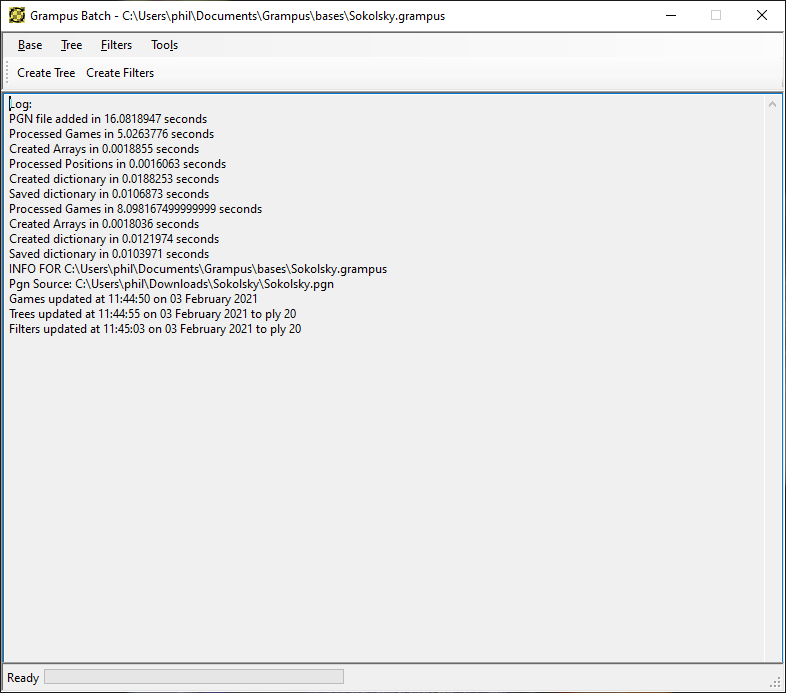 Grampus Batch - C:\Users\phil\Documents\Grampus\bases\Sokolsky.grampus
Base Tree Filters Tools
Create Tree Create Filters
Log:
PGN file added in 16.0818947 seconds
Processed Games in 5.0263776 seconds
Created Arrays in 0.0018855 seconds
Processed Positions in 0.0016063 seconds
Created dictionary in 0.0188253 seconds
Saved dictionary in 0.0106873 seconds
Processed Games in 8.098167499999999 seconds
Created Arrays in 0.0018036 seconds
Created dictionary in 0.0121974 seconds
Saved dictionary in 0.0103971 seconds
INFO FOR C:\Users\phil\Documents\Grampus\bases\Sokolsky.grampus
Pgn Source: C:\Users\phil\Downloads\Sokolsky\Sokolsky.pgn
Games updated at 11:44:50 on 03 February 2021
Trees updated at 11:44:55 on 03 February 2021 to ply 20
Filters updated at 11:45:03 on 03 February 2021 to ply 20
Ready